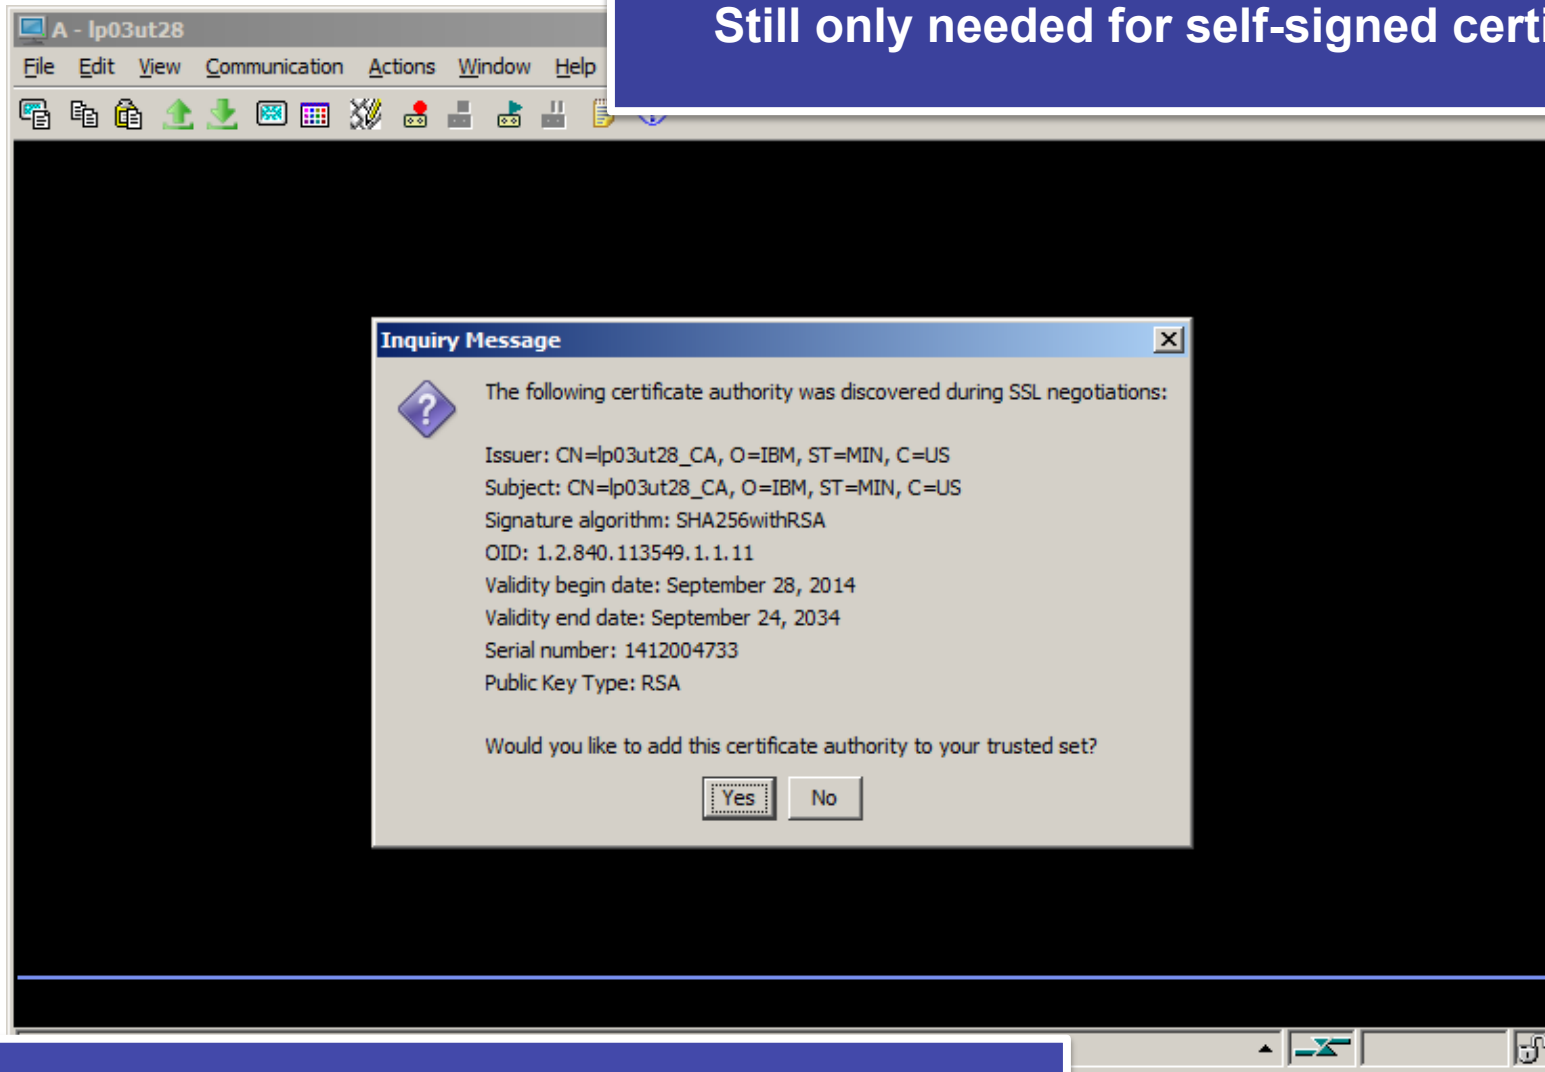 Still only needed for self-signed
A - lp03ut28
File Edit View Communication Actions Window Help
Inquiry Message
The following certificate authority was discovered during SSL negotiations:
Issuer: CN=lp03ut28_CA, O=IBM, ST=MIN, C=US
Subject: CN=lp03ut28_CA, O=IBM, ST=MIN, C=US
Signature algorithm: SHA256withRSA
OID: 1.2.840.113549.1.1.11
Validity begin date: September 28, 2014
Validity end date: September 24, 2034
Serial number: 1412004733
Public Key Type: RSA
Would you like to add this certificate authority to your trusted set?
Yes No